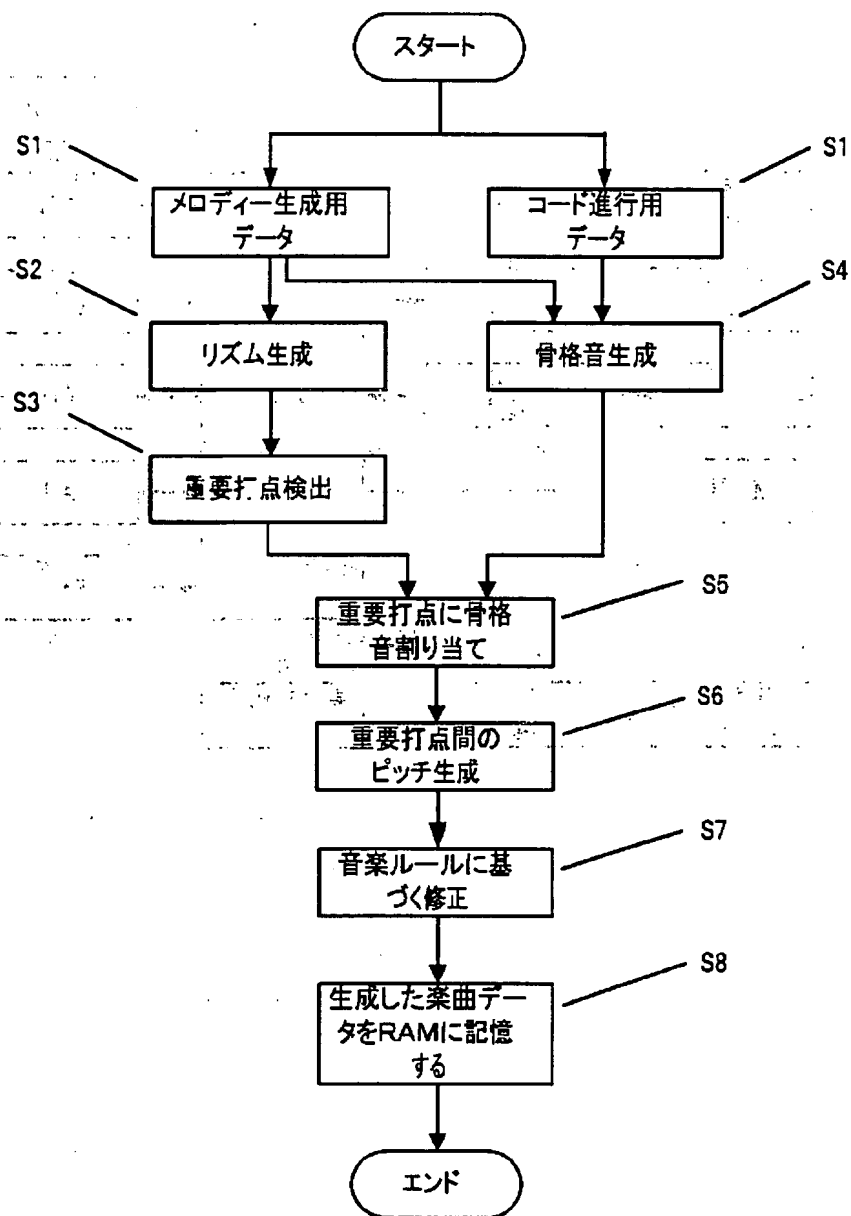 スタート
S1
S1
メロディー生成用
データ
コード進行用
データ
S2
S4
リズム生成
骨格音生成
S3
重要打点検出
S5
重要打点に骨格
音割り当て
S6
重要打点間の
ピッチ生成
S7
音楽ルールに基
づく修正
S8
生成した楽曲デー
タをRAMに記憶
する
エンド